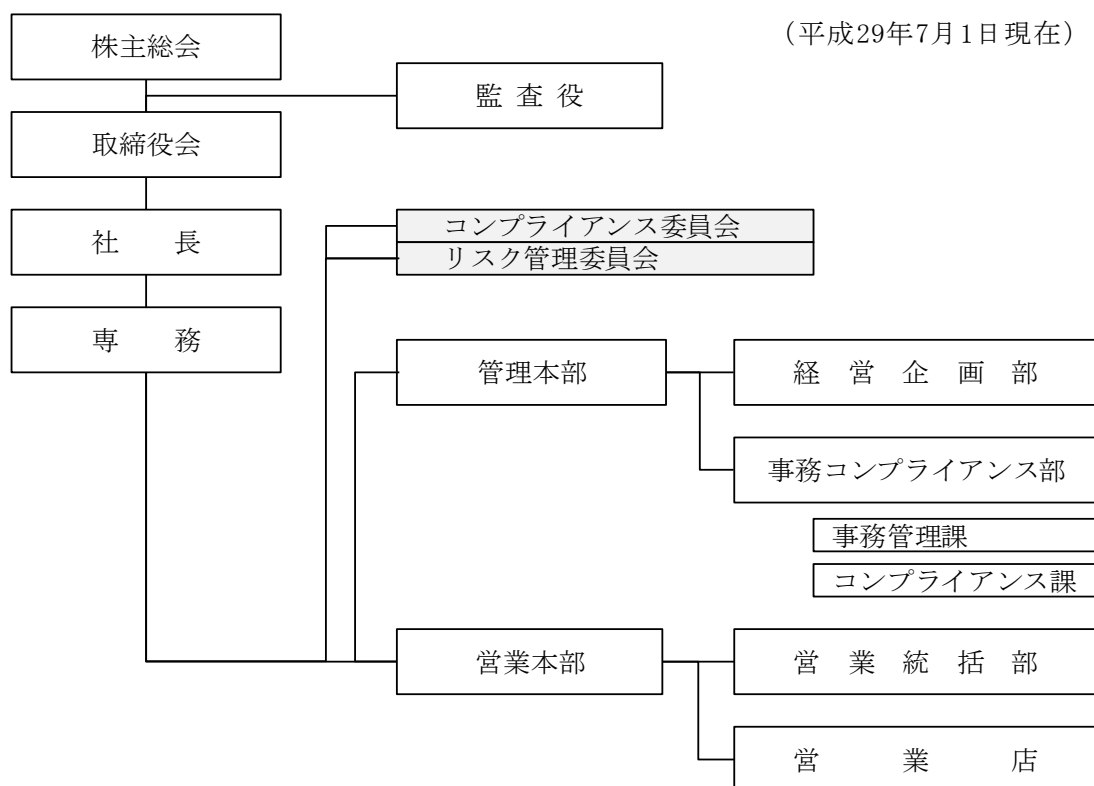 (平成29年7月1日現在)
株主総会
監 査 役
取締役会
社 長
コンプライアンス委員会
リスク管理委員会
専 務
管理本部
経 営 企 画 部
事務コンプライアンス部
事務管理課
コンプライアンス課
営業本部
営 業 統 括 部
営 業 店